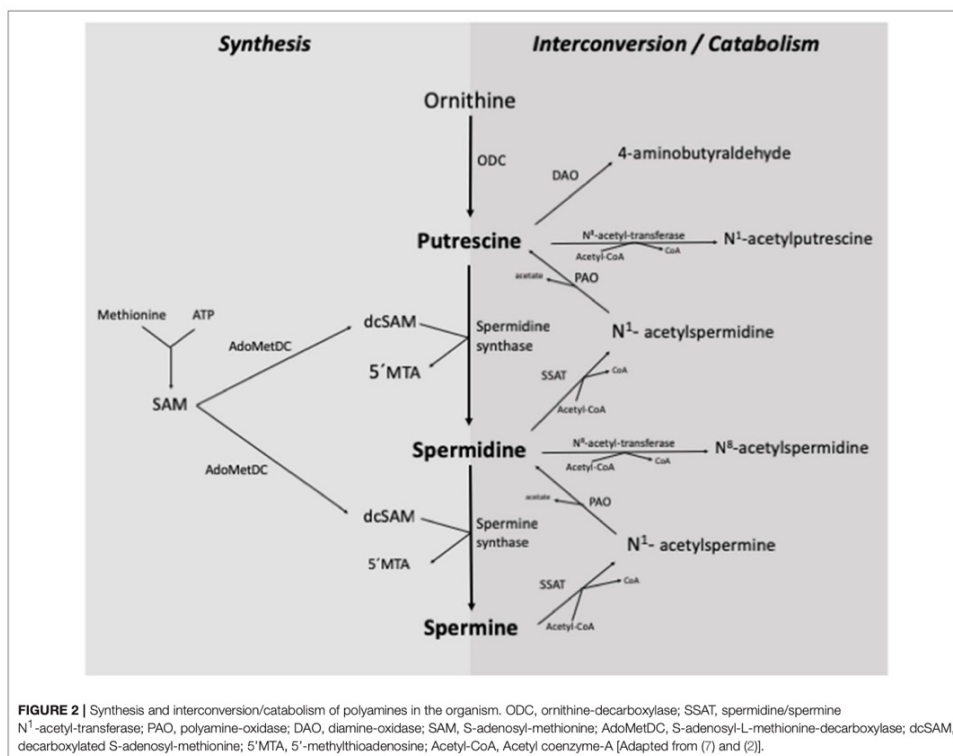 Synthesis
Interconversion / Catabolism
Ornithine
ODC
4-aminobutyraldehyde
DAO
Putrescine
N⁸-acetyl-transferase
N¹-acetylputrescine
Acetyl-CoA
CoA
acetate
PAO
Methionine
ATP
dcSAM
Spermidine
synthase
N¹- acetylspermidine
AdoMetDC
5´MTA
SSAT
CoA
SAM
Acetyl-CoA
Spermidine
N⁸-acetyl-transferase
N⁸-acetylspermidine
Acetyl-CoA
CoA
AdoMetDC
acetate
PAO
dcSAM
Spermine
synthase
N¹- acetylspermine
5´MTA
SSAT
CoA
Spermine
Acetyl-CoA
FIGURE 2 | Synthesis and interconversion/catabolism of polyamines in the organism. ODC, ornithine-decarboxylase; SSAT, spermidine/spermine
N¹-acetyl-transferase; PAO, polyamine-oxidase; DAO, diamine-oxidase; SAM, S-adenosyl-methionine; AdoMetDC, S-adenosyl-L-methionine-decarboxylase; dcSAM,
decarboxylated S-adenosyl-methionine; 5'MTA, 5'-methylthioadenosine; Acetyl-CoA, Acetyl coenzyme-A [Adapted from (7) and (2)].